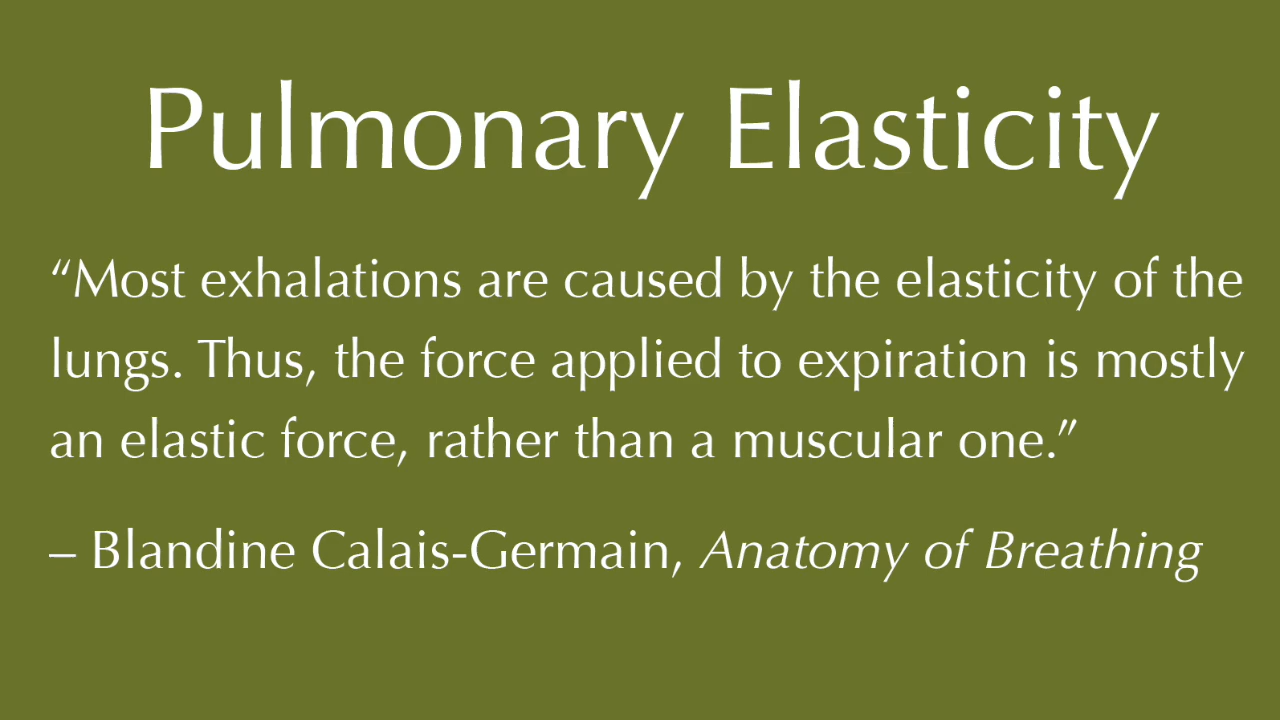 Pulmonary Elasticity
“Most exhalations are caused by the elasticity of the
lungs. Thus, the force applied to expiration is mostly
an elastic force, rather than a muscular one.”
– Blandine Calais-Germain, Anatomy of Breathing